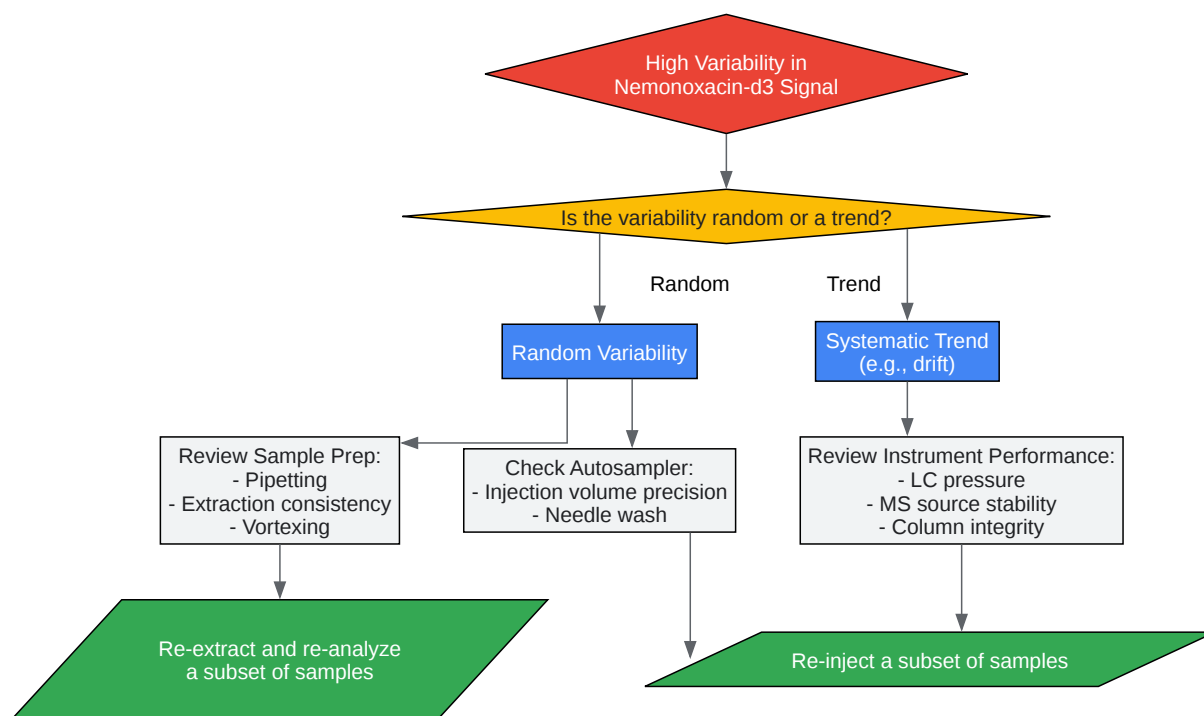 High Variability in
Nemonoxacin-d3 Signal
Is the variability random or a trend?
Random
Trend
Random Variability
Systematic Trend
(e.g., drift)
Review Sample Prep:
- Pipetting
- Extraction consistency
- Vortexing
Check Autosampler:
- Injection volume precision
- Needle wash
Review Instrument Performance:
- LC pressure
- MS source stability
- Column integrity
Re-extract and re-analyze
a subset of samples
Re-inject a subset of samples